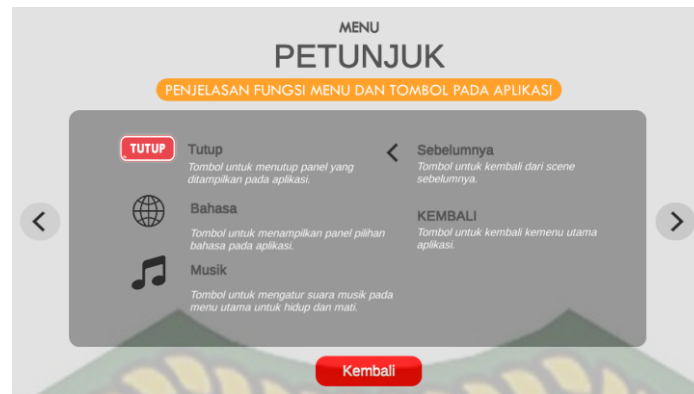 MENU
PETUNJUK
PENJELASAN FUNGSI MENU DAN TOMBOL PADA APLIKASI
TUTUP
Tutup
Tombol untuk menutup panel yang
ditampilkan pada aplikasi.
Bahasa
Tombol untuk menampilkan panel pilihan
bahasa pada aplikasi.
Musik
Tombol untuk mengatur suara musik pada
menu utama untuk hidup dan mati.
Sebelumnya
Tombol untuk kembali dari scene
sebelumnya.
KEMBALI
Tombol untuk kembali kemenu utama
aplikasi.
Kembali